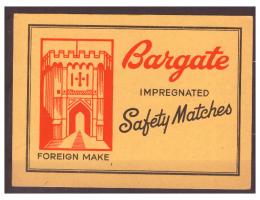 Bargate
IMPREGNATED
Safety Matches
FOREIGN MAKE